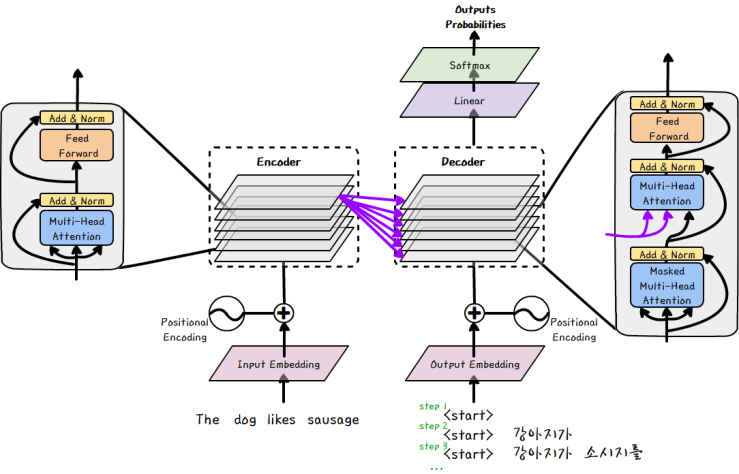 Outputs
Probabilities
Softmax
Linear
Encoder
Decoder
Add & Norm
Feed
Forward
Add & Norm
Multi-Head
Attention
Add & Norm
Feed
Forward
Add & Norm
Multi-Head
Attention
Add & Norm
Masked
Multi-Head
Attention
Positional
Encoding
Positional
Encoding
Input Embedding
Output Embedding
The dog likes sausage
step 1
<start>
step 2
<start> 강아지가
step 3
<start> 강아지가 소시지를
...